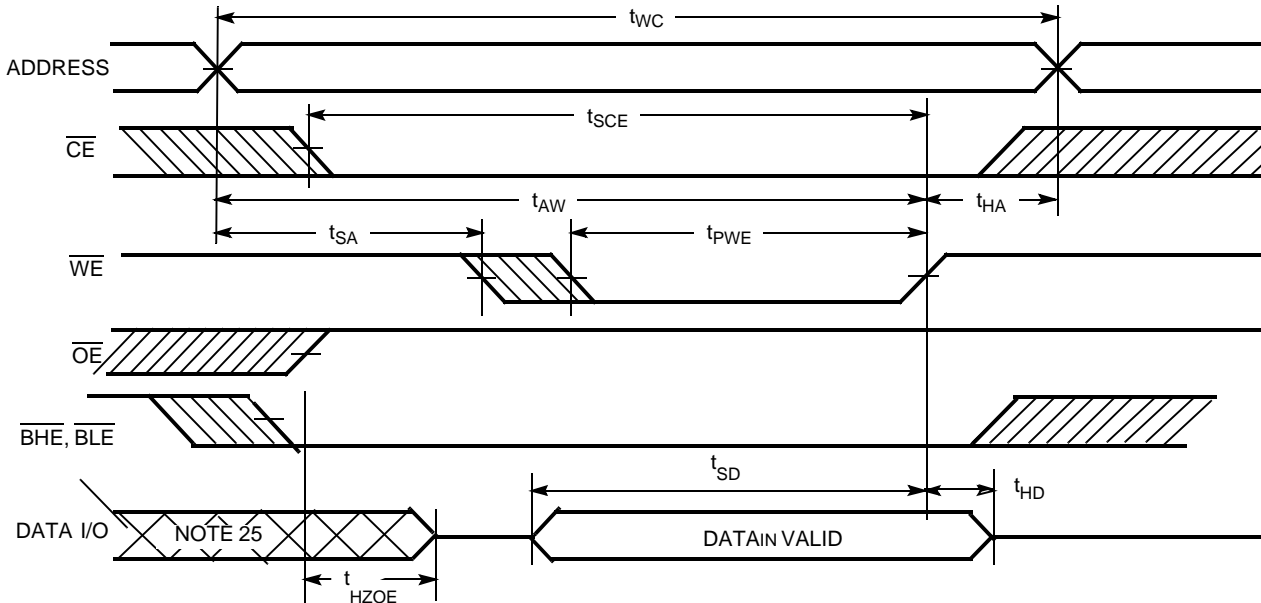 tWC
ADDRESS
tSCE
CE
tAW
tHA
tSA
tPWE
WE
OE
BHE, BLE
tSD
tHD
DATA I/O
NOTE 25
DATAIN VALID
tHZOE